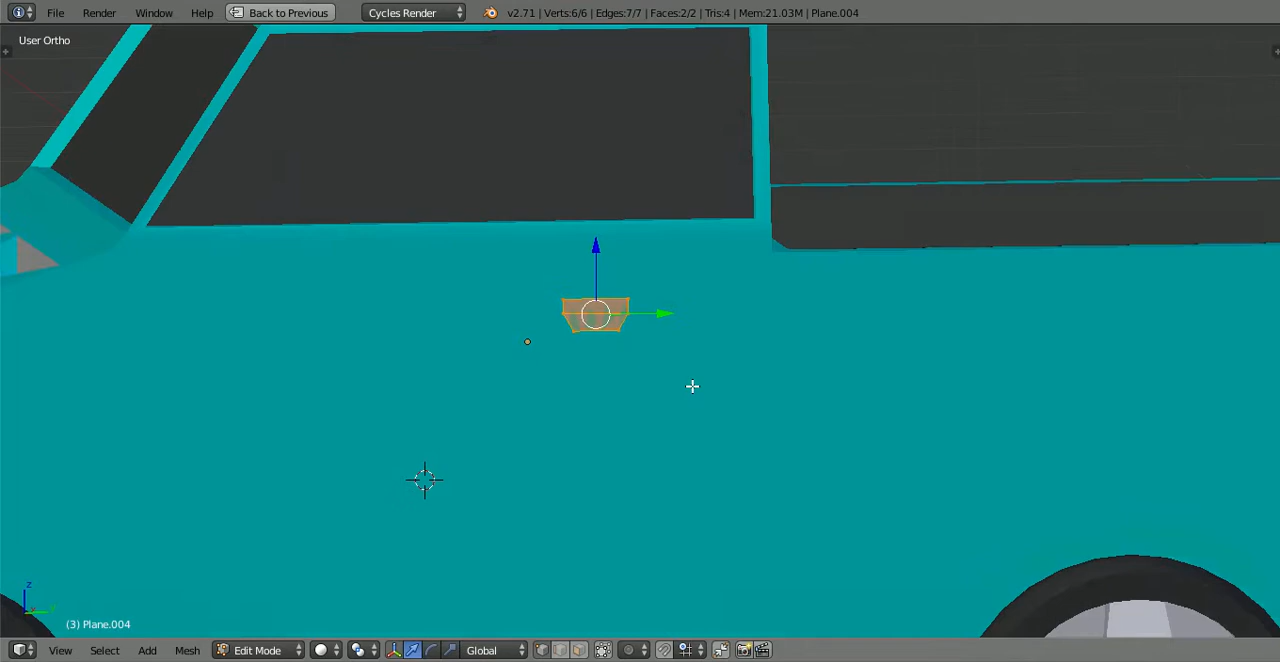 File Render Window Help Back to Previous Cycles Render v2.71 | Verts:6/6 | Edges:7/7 | Faces:2/2 | Tris:4 | Mem:21.03M | Plane.004
User Ortho
z
(3) Plane.004
View Select Add Mesh Edit Mode Global